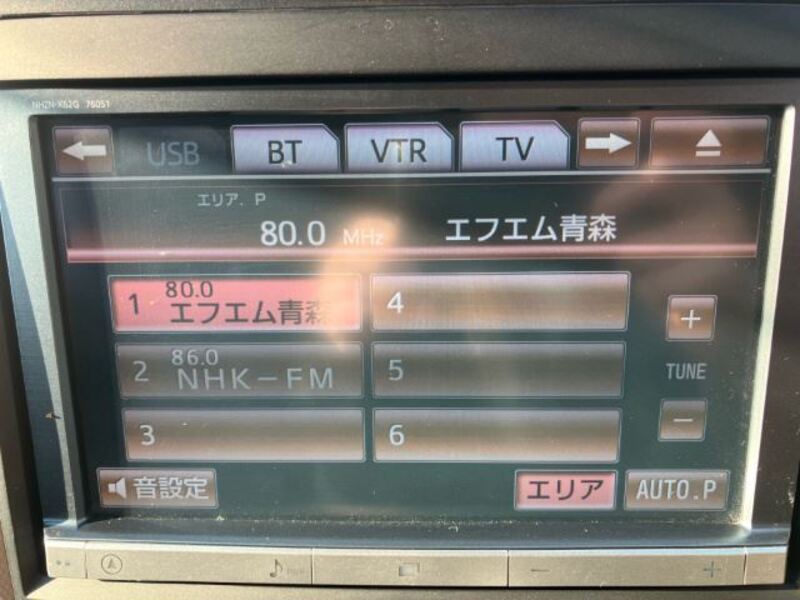 NHZN-X62G 76051
USB BT VTR TV
エリア. P
80.0 MHz エフエム青森
1 80.0 エフエム青森
4
2 86.0 NHK-FM
5
3
6
+
TUNE
-
音設定
エリア
AUTO.P
- +